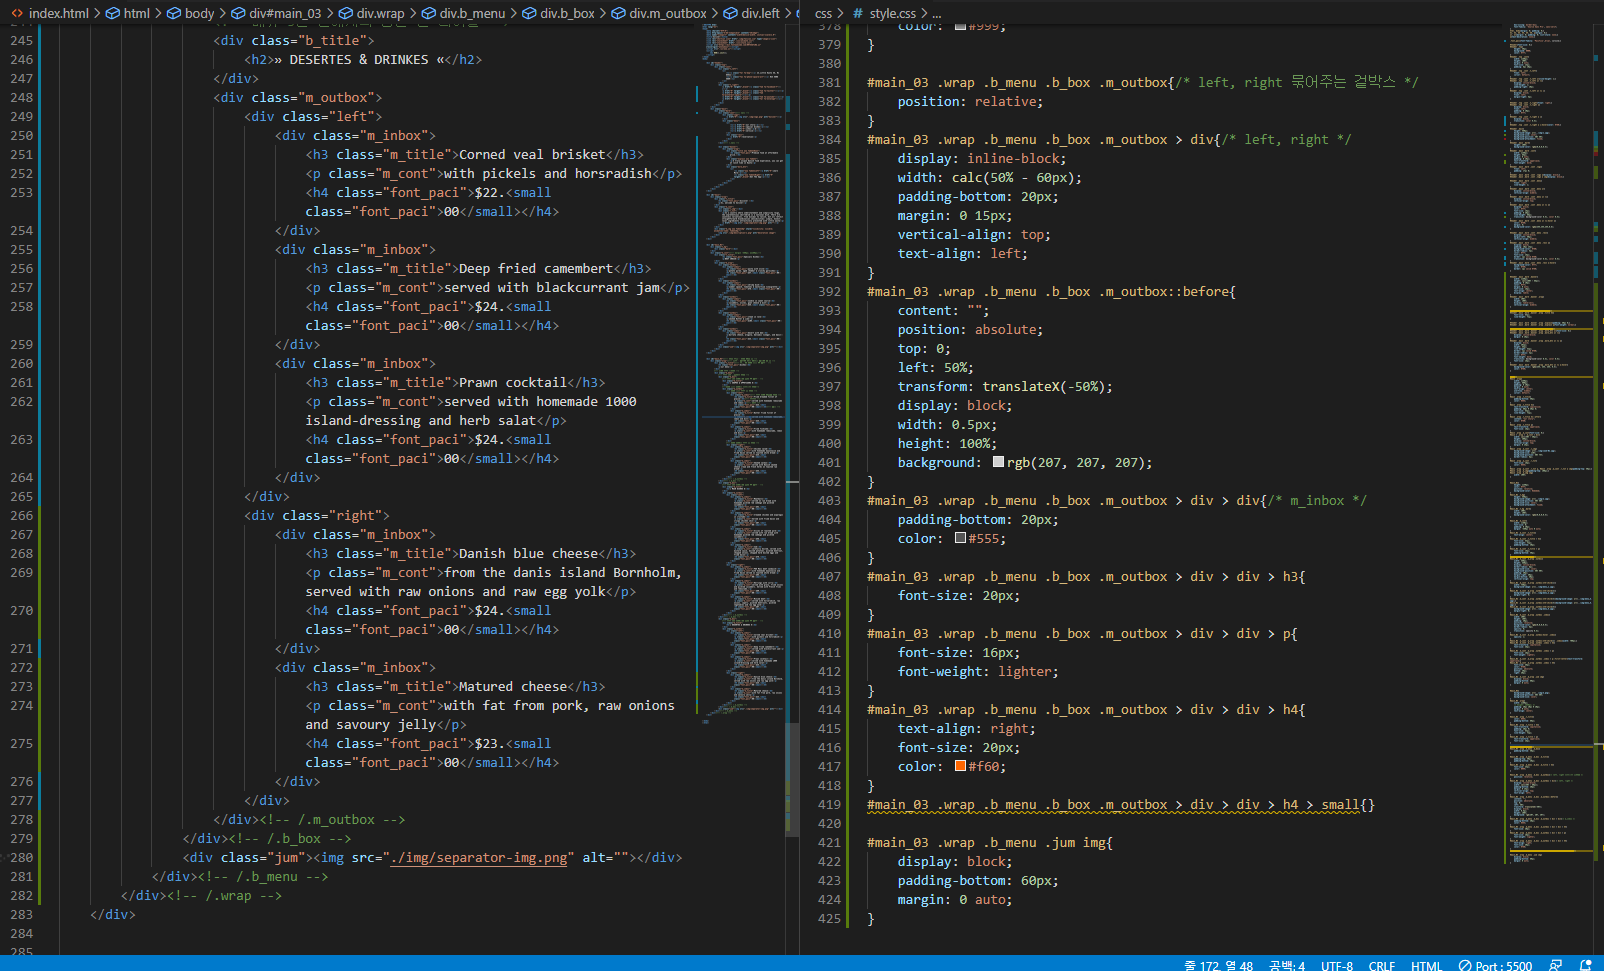 index.html > html > body > div#main_03 > div.wrap > div.b_menu > div.b_box > div.m_outbox > div.left >
245 <div class="b_title">
246 <h2>» DESERTES & DRINKES «</h2>
247 </div>
248 <div class="m_outbox">
249 <div class="left">
250 <div class="m_inbox">
251 <h3 class="m_title">Corned veal brisket</h3>
252 <p class="m_cont">with pickels and horsradish</p>
253 <h4 class="font_paci">$22.<small
class="font_paci">00</small></h4>
254 </div>
255 <div class="m_inbox">
256 <h3 class="m_title">Deep fried camembert</h3>
257 <p class="m_cont">served with blackcurrant jam</p>
258 <h4 class="font_paci">$24.<small
class="font_paci">00</small></h4>
259 </div>
260 <div class="m_inbox">
261 <h3 class="m_title">Prawn cocktail</h3>
262 <p class="m_cont">served with homemade 1000
island-dressing and herb salat</p>
263 <h4 class="font_paci">$24.<small
class="font_paci">00</small></h4>
264 </div>
265 </div>
266 <div class="right">
267 <div class="m_inbox">
268 <h3 class="m_title">Danish blue cheese</h3>
269 <p class="m_cont">from the danis island Bornholm,
served with raw onions and raw egg yolk</p>
270 <h4 class="font_paci">$24.<small
class="font_paci">00</small></h4>
271 </div>
272 <div class="m_inbox">
273 <h3 class="m_title">Matured cheese</h3>
274 <p class="m_cont">with fat from pork, raw onions
and savoury jelly</p>
275 <h4 class="font_paci">$23.<small
class="font_paci">00</small></h4>
276 </div>
277 </div>
278 </div><!-- /.m_outbox -->
279 </div><!-- /.b_box -->
280 <div class="jum"><img src="./img/separator-img.png" alt=""></div>
281 </div><!-- /.b_menu -->
282 </div><!-- /.wrap -->
283 </div>
284
285
css > # style.css > ...
378 color: #999;
379 }
380
381 #main_03 .wrap .b_menu .b_box .m_outbox{/* left, right 묶어주는 겉박스 */
382 position: relative;
383 }
384 #main_03 .wrap .b_menu .b_box .m_outbox > div{/* left, right */
385 display: inline-block;
386 width: calc(50% - 60px);
387 padding-bottom: 20px;
388 margin: 0 15px;
389 vertical-align: top;
390 text-align: left;
391 }
392 #main_03 .wrap .b_menu .b_box .m_outbox::before{
393 content: "";
394 position: absolute;
395 top: 0;
396 left: 50%;
397 transform: translateX(-50%);
398 display: block;
399 width: 0.5px;
400 height: 100%;
401 background: rgb(207, 207, 207);
402 }
403 #main_03 .wrap .b_menu .b_box .m_outbox > div > div{/* m_inbox */
404 padding-bottom: 20px;
405 color: #555;
406 }
407 #main_03 .wrap .b_menu .b_box .m_outbox > div > div > h3{
408 font-size: 20px;
409 }
410 #main_03 .wrap .b_menu .b_box .m_outbox > div > div > p{
411 font-size: 16px;
412 font-weight: lighter;
413 }
414 #main_03 .wrap .b_menu .b_box .m_outbox > div > div > h4{
415 text-align: right;
416 font-size: 20px;
417 color: #f60;
418 }
419 #main_03 .wrap .b_menu .b_box .m_outbox > div > div > h4 > small{}
420
421 #main_03 .wrap .b_menu .jum img{
422 display: block;
423 padding-bottom: 60px;
424 margin: 0 auto;
425 }
줄 172, 열 48 공백: 4 UTF-8 CRLF HTML Port : 5500